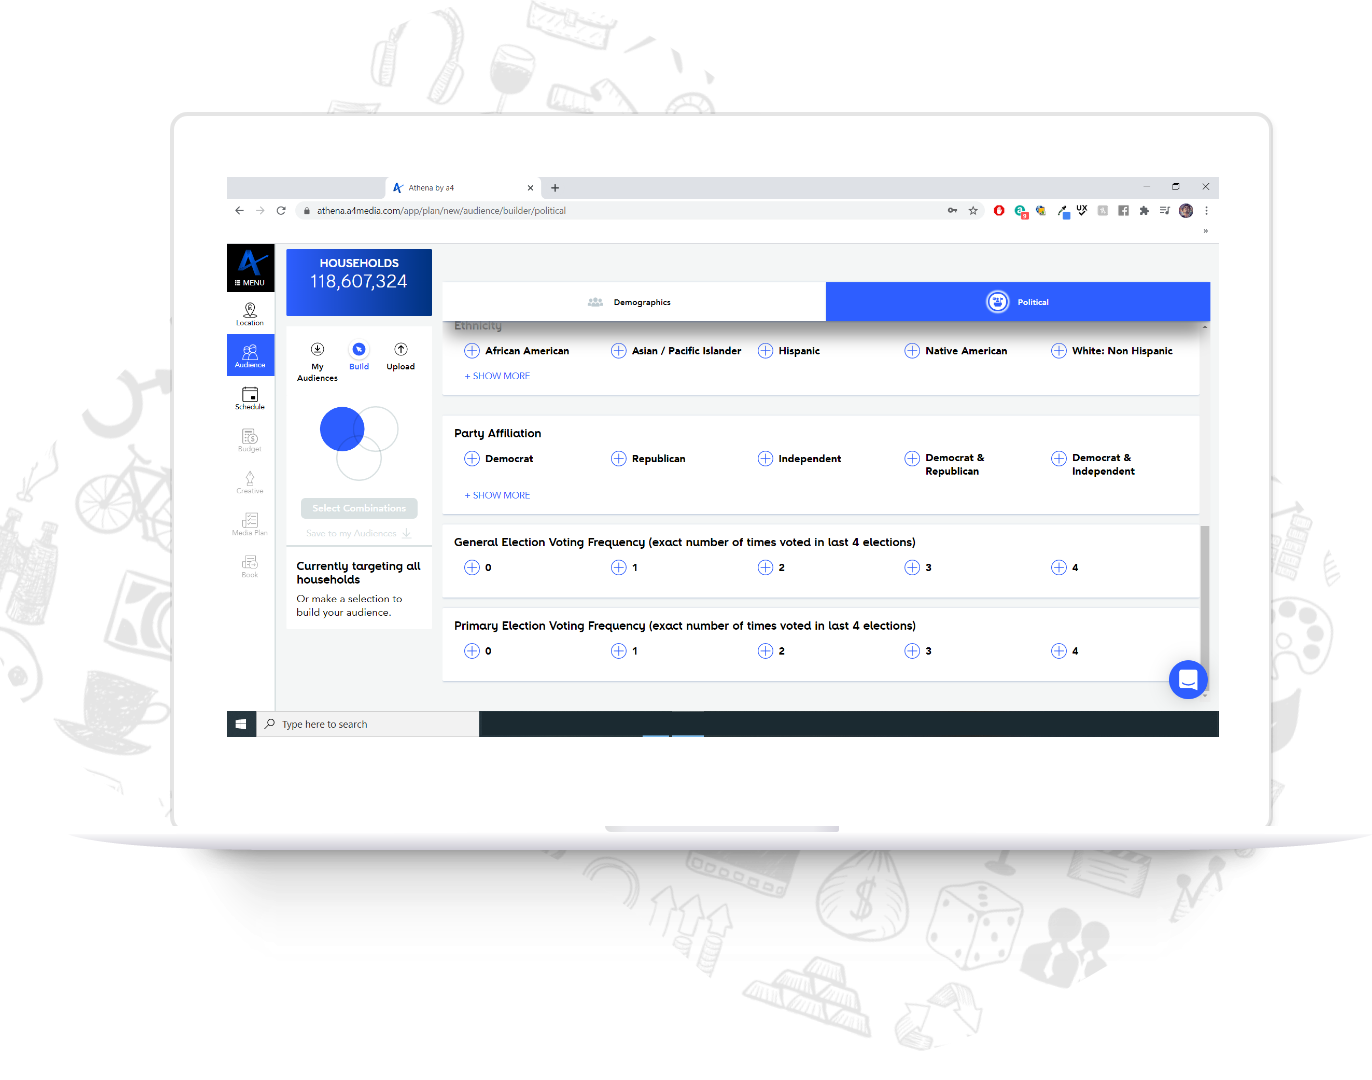 Athena by a4
athena.a4media.com/app/plan/new/audience/builder/political
UX
9
MENU
HOUSEHOLDS
118,607,324
Location
Audience
Schedule
Budget
Creative
Media Plan
Book
My Audiences
Build
Upload
Select Combinations
Save to my Audiences
Currently targeting all
households
Or make a selection to
build your audience.
Demographics
Political
Ethnicity
African American
Asian / Pacific Islander
Hispanic
Native American
White: Non Hispanic
+ SHOW MORE
Party Affiliation
Democrat
Republican
Independent
Democrat &
Republican
Democrat &
Independent
+ SHOW MORE
General Election Voting Frequency (exact number of times voted in last 4 elections)
0 1 2 3 4
Primary Election Voting Frequency (exact number of times voted in last 4 elections)
0 1 2 3 4
Type here to search
$